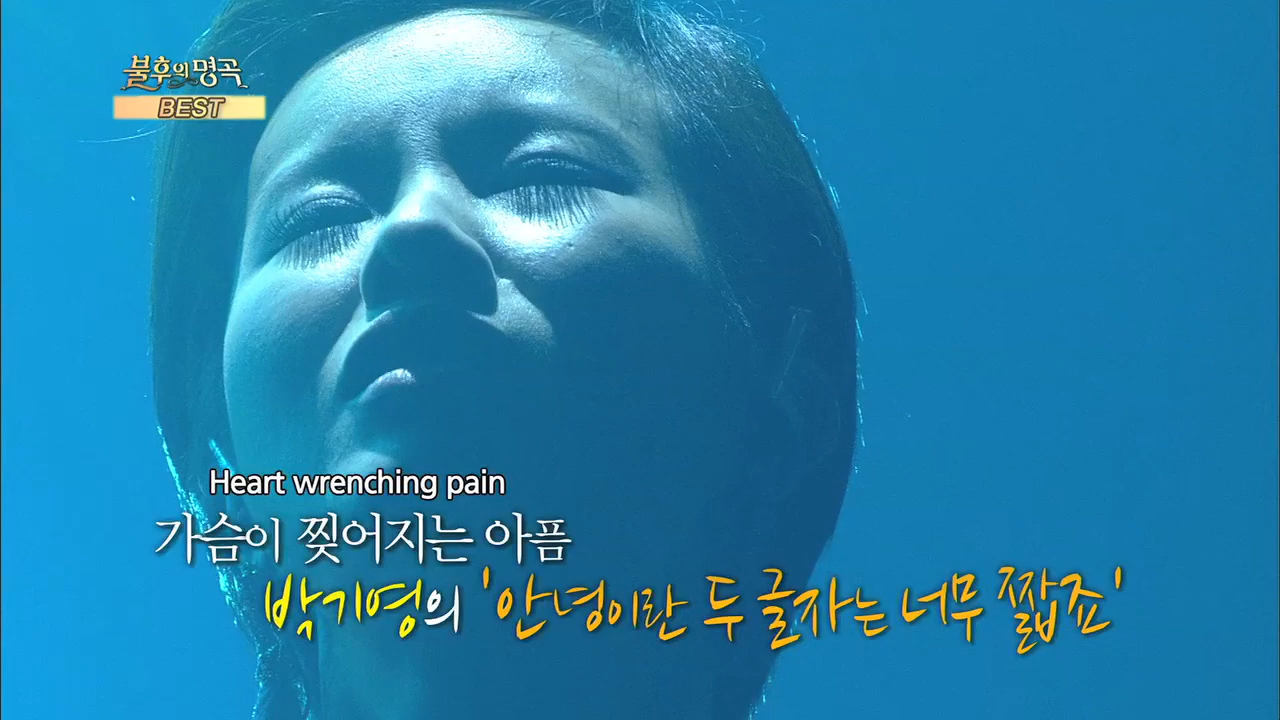 불후의 명곡
BEST
Heart wrenching pain
가슴이 찢어지는 아픔
박기영의 '안녕이란 두 글자는 너무 짧죠'